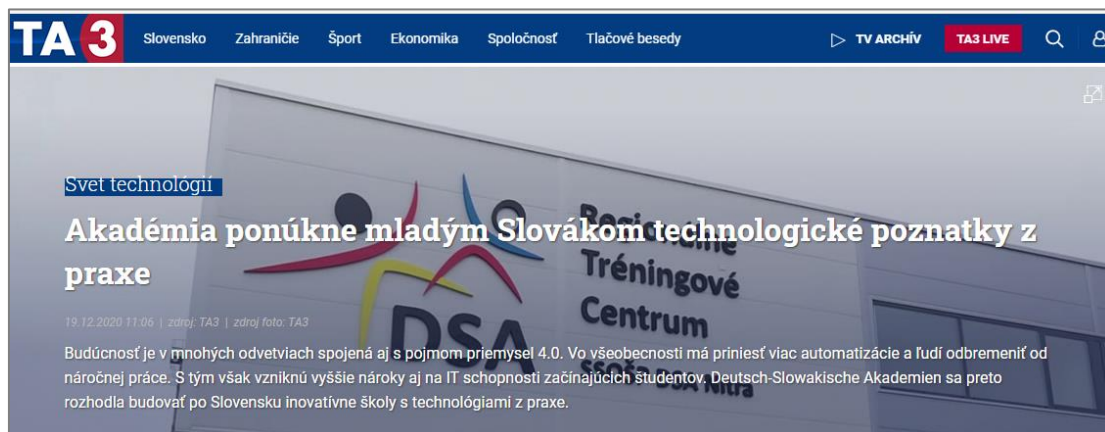 TA3 Slovensko Zahraničie Šport Ekonomika Spoločnosť Tlačové besedy TV ARCHÍV TA3 LIVE
Svet technológií
Akadémia ponúkne mladým Slovákom technologické poznatky z
praxe
19.12.2020 11:06 | zdroj: TA3 | zdroj foto: TA3
Budúcnosť je v mnohých odvetviach spojená aj s pojmom priemysel 4.0. Vo všeobecnosti má priniesť viac automatizácie a ľudí odbremeniť od
náročnej práce. S tým však vzniknú vyššie nároky aj na IT schopnosti začínajúcich študentov. Deutsch-Slowakische Akademien sa preto
rozhodla budovať po Slovensku inovatívne školy s technológiami z praxe.
DSA
Regionálne
Tréningové
Centrum
SSOŠa DSA Nitra